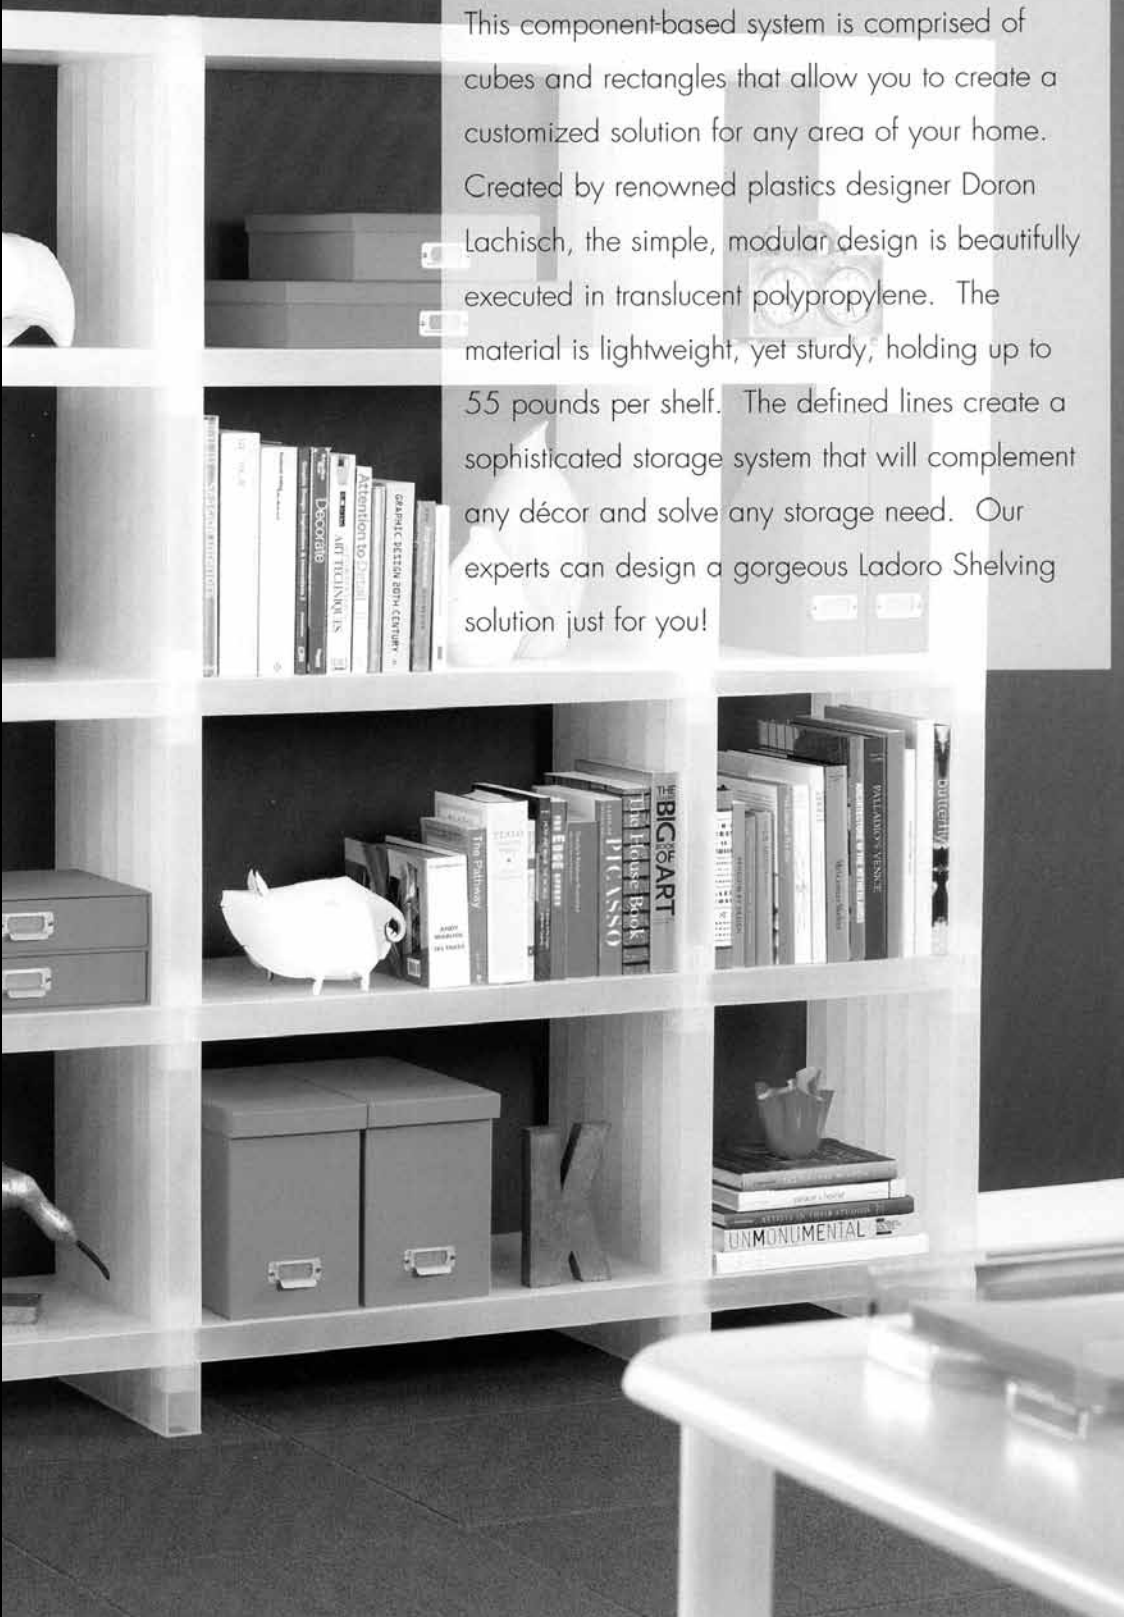 This component-based system is comprised of
cubes and rectangles that allow you to create a
customized solution for any area of your home.
Created by renowned plastics designer Doron
Lachisch, the simple, modular design is beautifully
executed in translucent polypropylene. The
material is lightweight, yet sturdy, holding up to
55 pounds per shelf. The defined lines create a
sophisticated storage system that will complement
any décor and solve any storage need. Our
experts can design a gorgeous Ladoro Shelving
solution just for you!
Decorate
ART TECHNIQUES
Attention to Detail
GRAPHIC DESIGN 20TH CENTURY
The Pathway
PICASSO
The House Book
THE BIG BOOK OF ART
PALLADIO'S VENICE
Butterfly
UNMONUMENTAL